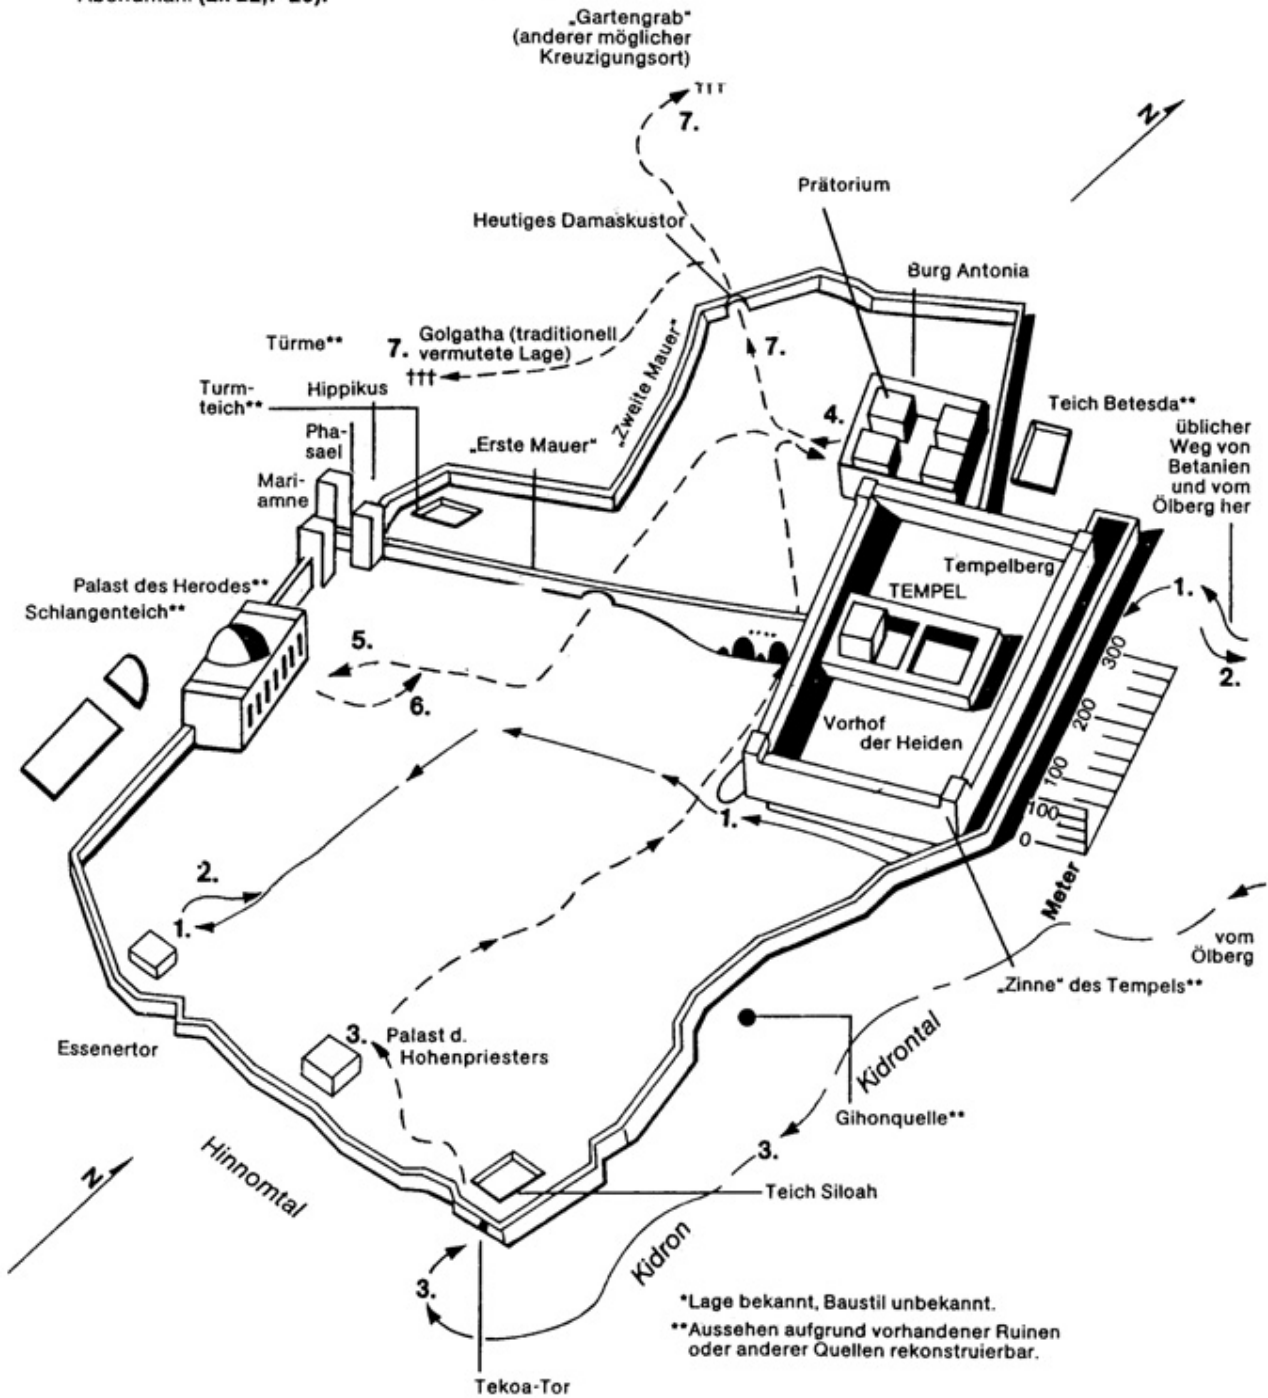 „Gartengrab“
(anderer möglicher
Kreuzigungsort)
†††
7.
N
Prätorium
Heutiges Damaskustor
Burg Antonia
Türme**
7. Golgatha (traditionell
vermutete Lage)
†††
„Zweite Mauer“*
7.
Turm-
teich**
Hippikus
4.
Teich Betesda**
üblicher
Weg von
Betanien
und vom
Ölberg her
Pha-
sael
„Erste Mauer“
Mari-
amne
Tempelberg
Palast des Herodes**
TEMPEL
1.
Schlangenteich**
5.
300
2.
6.
200
Vorhof
der Heiden
100
1.
100
0
Meter
2.
1.
vom
Ölberg
„Zinne“ des Tempels**
Essenertor
3. Palast d.
Hohenpriesters
Kidrontal
Gihonquelle**
3.
Hinnomtal
N
Teich Siloah
Kidron
3.
*Lage bekannt, Baustil unbekannt.
**Aussehen aufgrund vorhandener Ruinen
oder anderer Quellen rekonstruierbar.
Tekoa-Tor